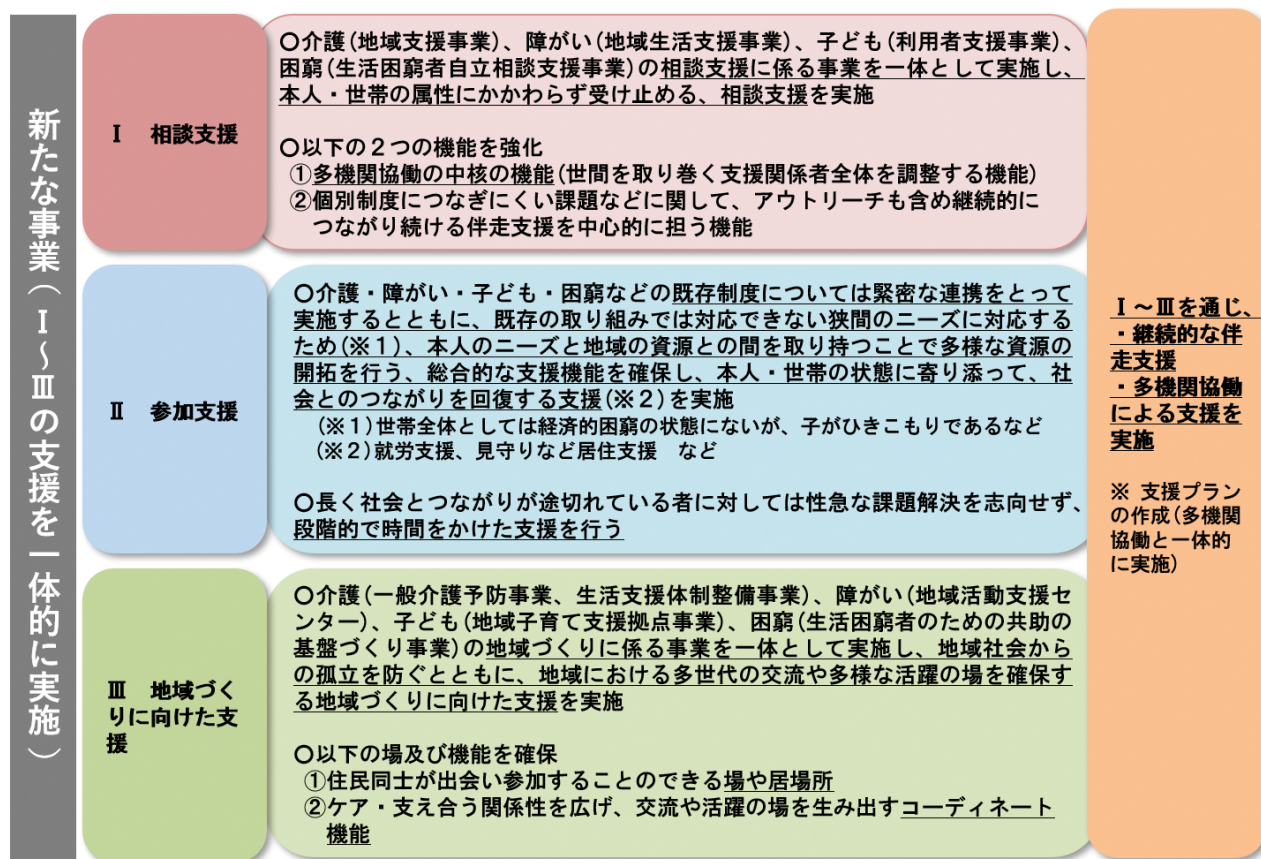 新たな事業(Ⅰ～Ⅲの支援を一体的に実施)
Ⅰ 相談支援
○介護(地域支援事業)、障がい(地域生活支援事業)、子ども(利用者支援事業)、
困窮(生活困窮者自立相談支援事業)の相談支援に係る事業を一体として実施し、
本人・世帯の属性にかかわらず受け止める、相談支援を実施
○以下の２つの機能を強化
①多機関協働の中核の機能(世間を取り巻く支援関係者全体を調整する機能)
②個別制度につなぎにくい課題などに関して、アウトリーチも含め継続的に
つながり続ける伴走支援を中心的に担う機能
Ⅱ 参加支援
○介護・障がい・子ども・困窮などの既存制度については緊密な連携をとって
実施するとともに、既存の取り組みでは対応できない狭間のニーズに対応する
ため(※１)、本人のニーズと地域の資源との間を取り持つことで多様な資源の
開拓を行う、総合的な支援機能を確保し、本人・世帯の状態に寄り添って、社
会とのつながりを回復する支援(※２)を実施
(※１)世帯全体としては経済的困窮の状態にないが、子がひきこもりであるなど
(※２)就労支援、見守りなど居住支援 など
○長く社会とつながりが途切れている者に対しては性急な課題解決を志向せず、
段階的で時間をかけた支援を行う
Ⅲ 地域づく
りに向けた支
援
○介護(一般介護予防事業、生活支援体制整備事業)、障がい(地域活動支援セ
ンター)、子ども(地域子育て支援拠点事業)、困窮(生活困窮者のための共助の
基盤づくり事業)の地域づくりに係る事業を一体として実施し、地域社会から
の孤立を防ぐとともに、地域における多世代の交流や多様な活躍の場を確保す
る地域づくりに向けた支援を実施
○以下の場及び機能を確保
①住民同士が出会い参加することのできる場や居場所
②ケア・支え合う関係性を広げ、交流や活躍の場を生み出すコーディネート
機能
Ⅰ～Ⅲを通じ、
・継続的な伴
走支援
・多機関協働
による支援を
実施
※ 支援プラン
の作成(多機関
協働と一体的
に実施)